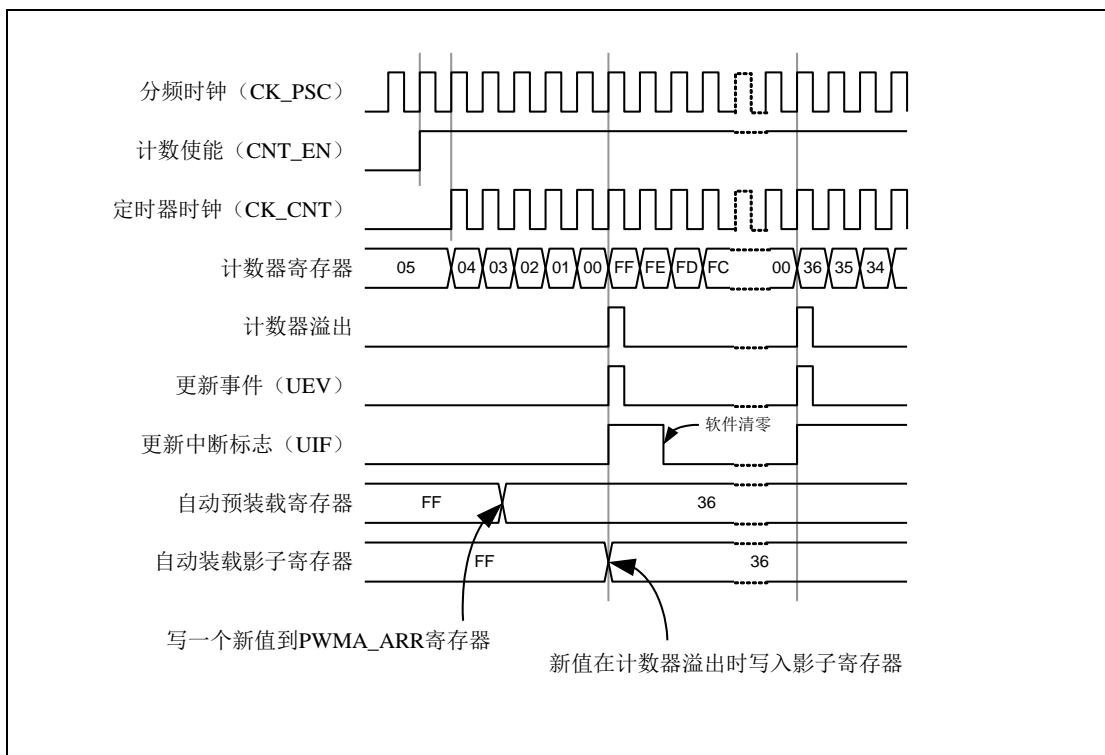 分频时钟（CK_PSC）
计数使能（CNT_EN）
定时器时钟（CK_CNT）
计数器寄存器 05 04 03 02 01 00 FF FE FD FC 00 36 35 34
计数器溢出
更新事件（UEV）
软件清零
更新中断标志（UIF）
自动预装载寄存器 FF 36
自动装载影子寄存器 FF 36
写一个新值到PWMA_ARR寄存器
新值在计数器溢出时写入影子寄存器